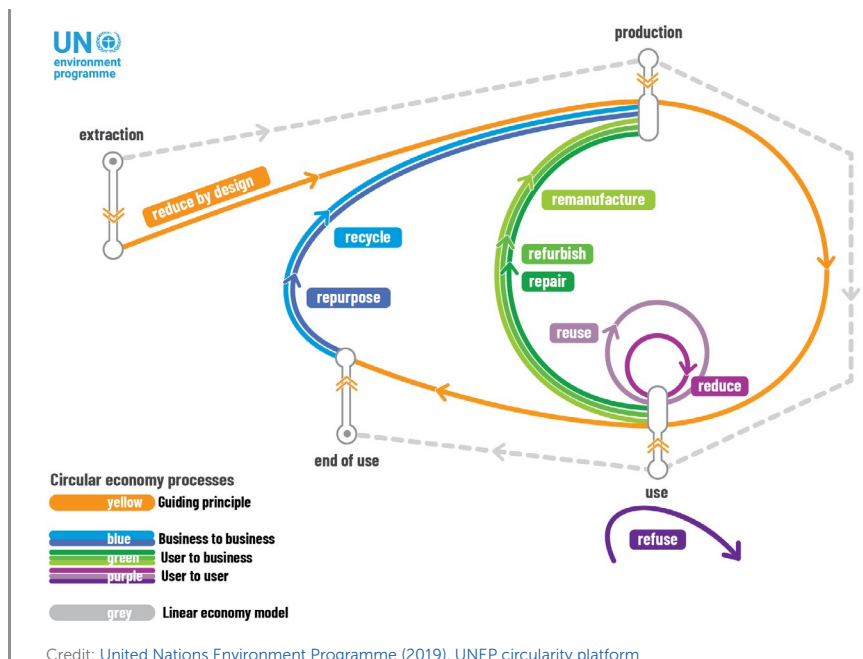 UN
environment
programme
production
extraction
reduce by design
remanufacture
recycle
refurbish
repair
repurpose
reuse
reduce
end of use
use
refuse
Circular economy processes
yellow Guiding principle
blue Business to business
green User to business
purple User to user
grey Linear economy model
Credit: United Nations Environment Programme (2019), UNEP circularity platform